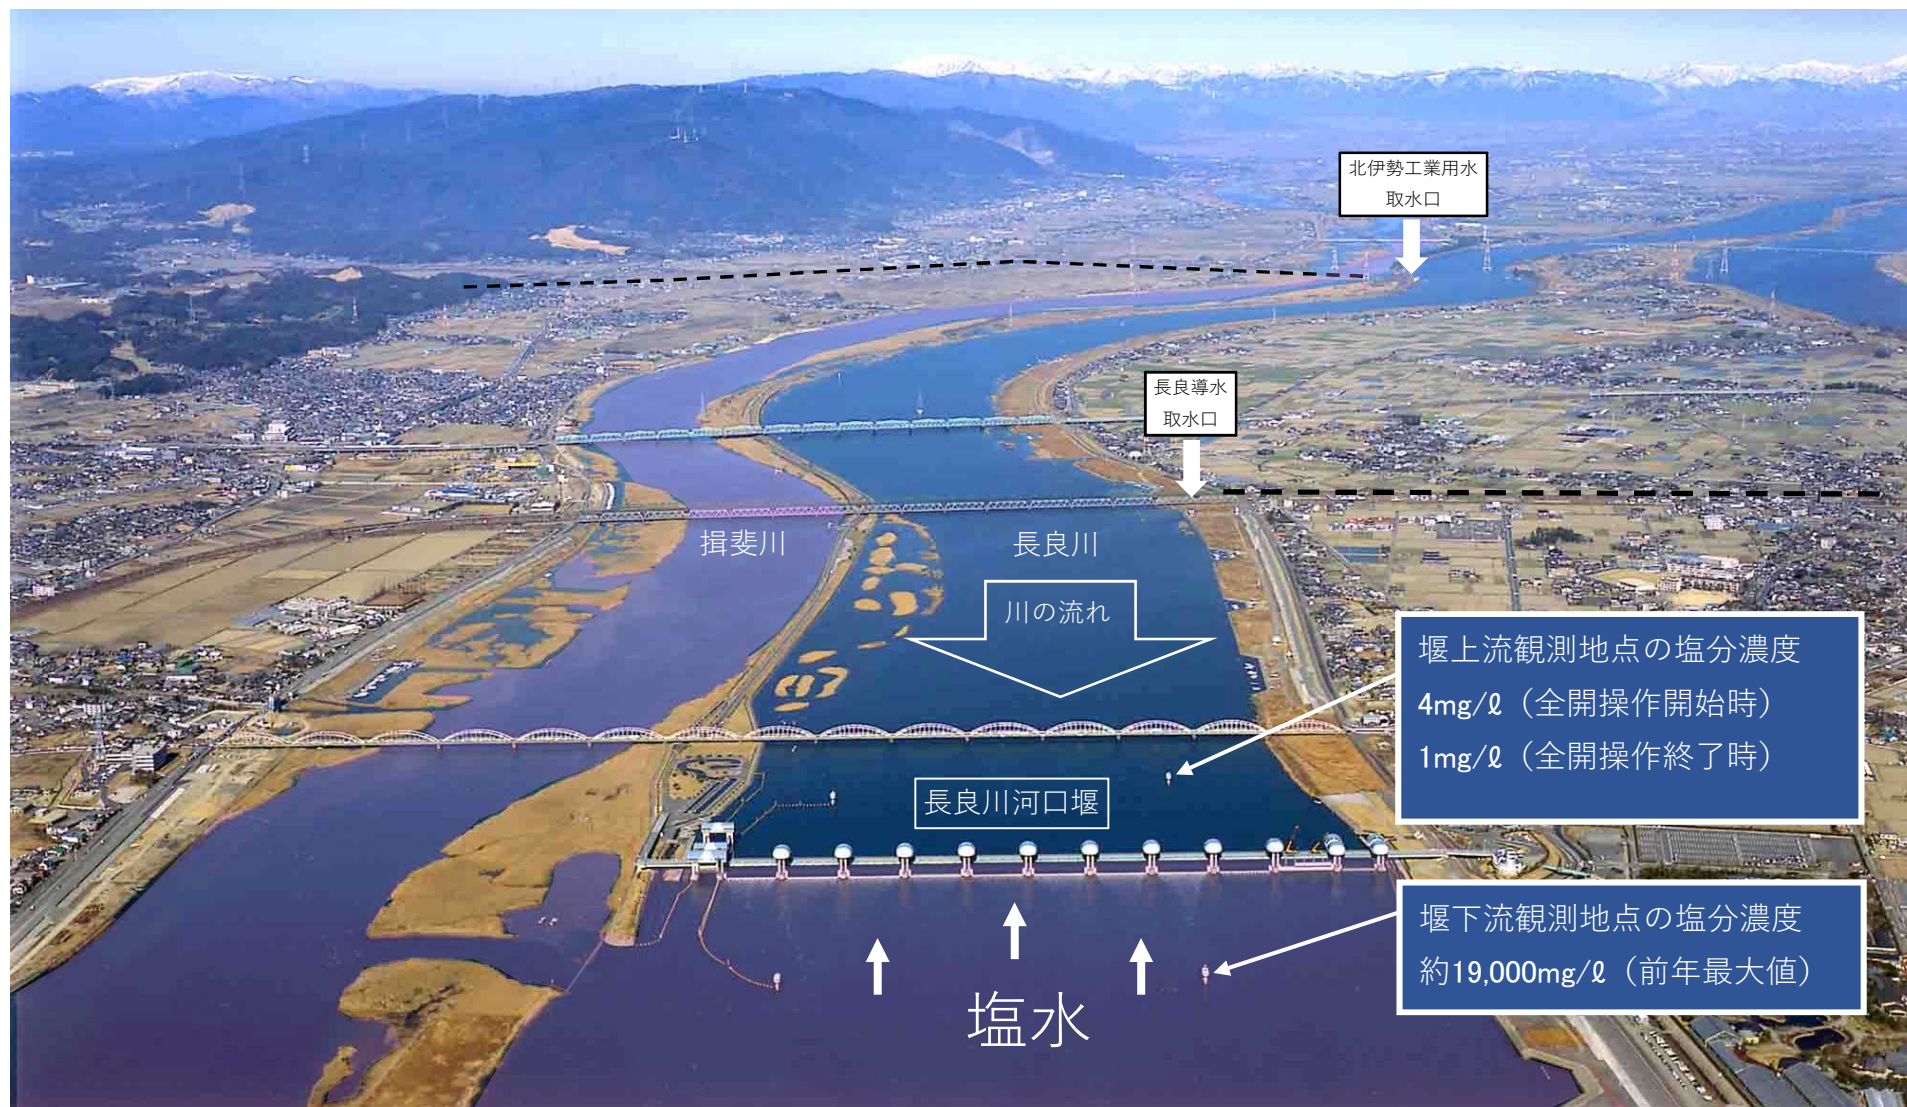 北伊勢工業用水
取水口
長良導水
取水口
揖斐川
長良川
川の流れ
堰上流観測地点の塩分濃度
4mg/ℓ（全開操作開始時）
1mg/ℓ（全開操作終了時）
長良川河口堰
堰下流観測地点の塩分濃度
約19,000mg/ℓ（前年最大値）
塩水